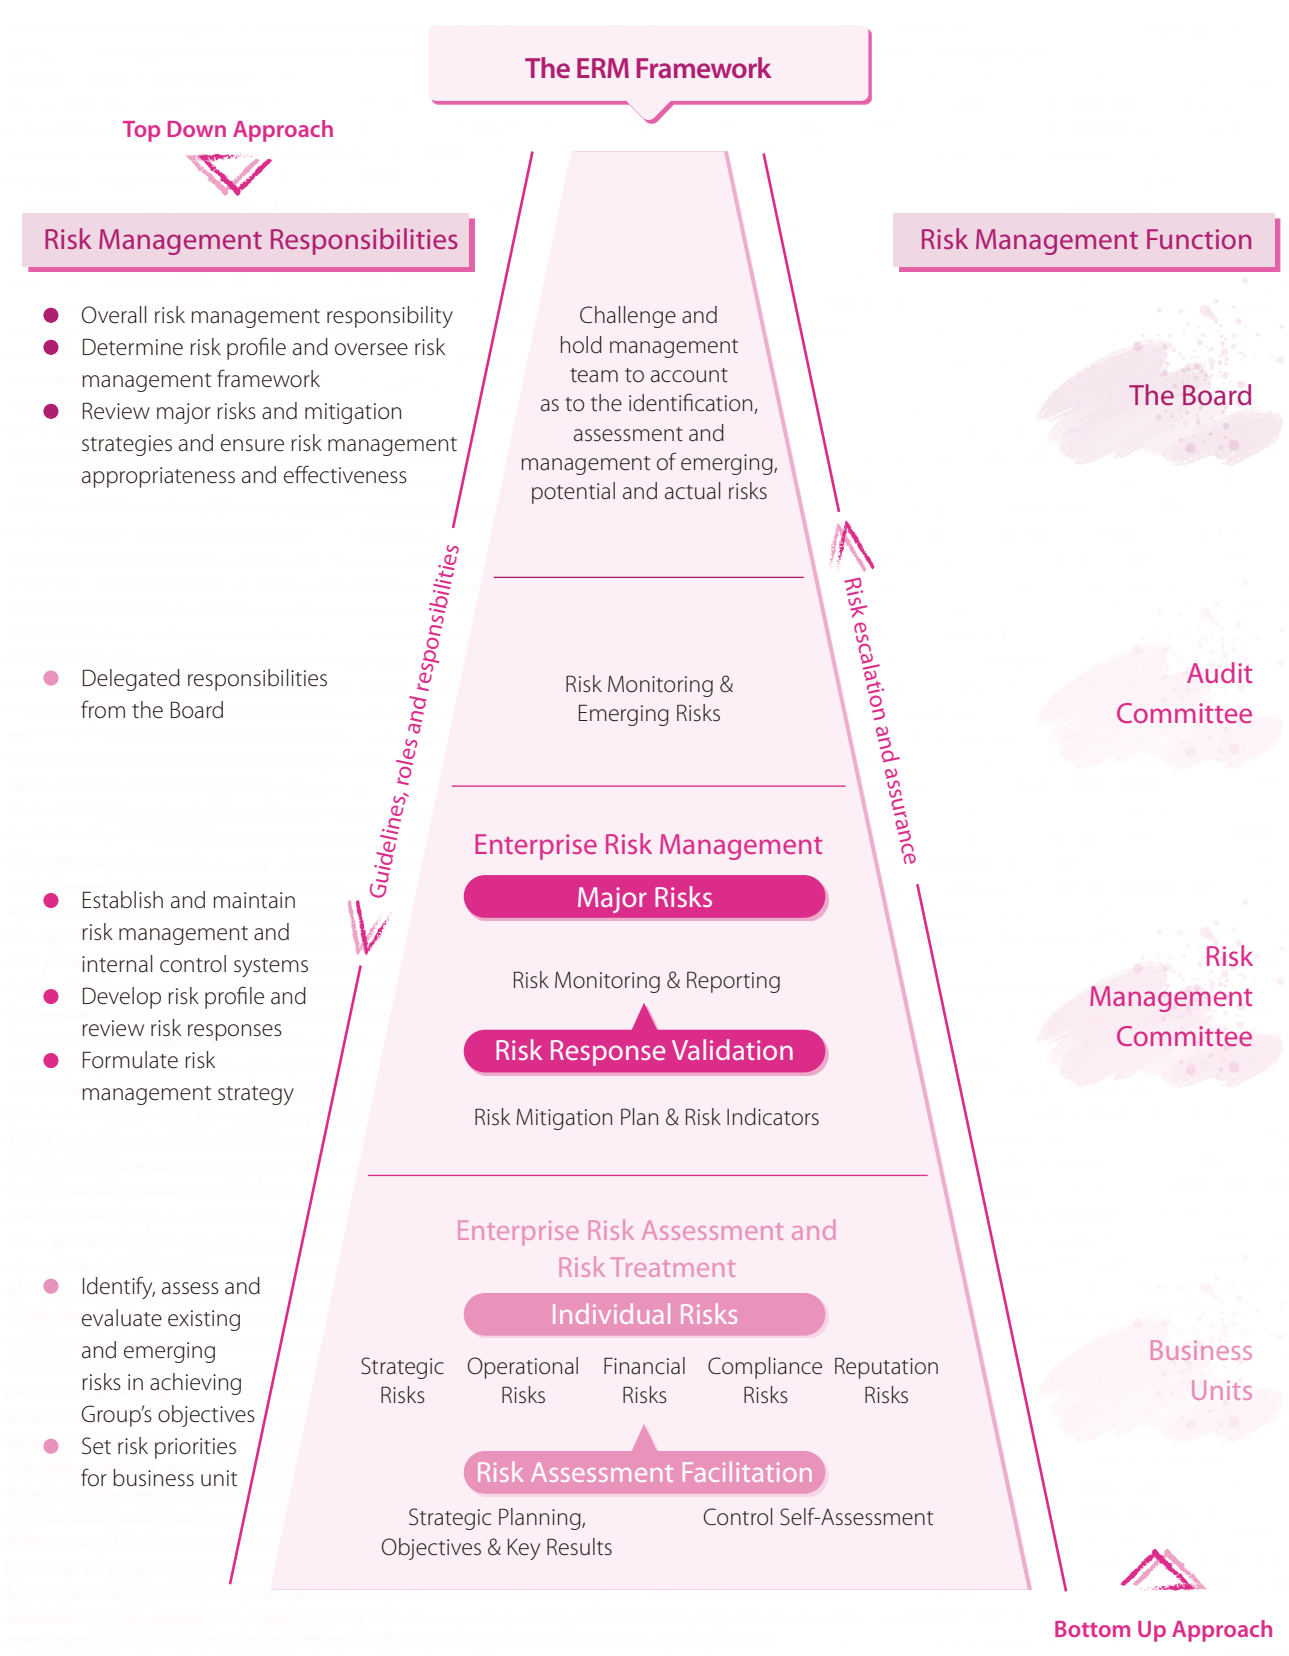 The ERM Framework
Top Down Approach
Risk Management Responsibilities
Risk Management Function
Overall risk management responsibility
Determine risk profile and oversee risk
management framework
Review major risks and mitigation
strategies and ensure risk management
appropriateness and effectiveness
Challenge and
hold management
team to account
as to the identification,
assessment and
management of emerging,
potential and actual risks
The Board
Guidelines, roles and responsibilities
Risk escalation and assurance
Delegated responsibilities
from the Board
Risk Monitoring &
Emerging Risks
Audit
Committee
Establish and maintain
risk management and
internal control systems
Develop risk profile and
review risk responses
Formulate risk
management strategy
Enterprise Risk Management
Major Risks
Risk Monitoring & Reporting
Risk Response Validation
Risk Mitigation Plan & Risk Indicators
Risk
Management
Committee
Identify, assess and
evaluate existing
and emerging
risks in achieving
Group's objectives
Set risk priorities
for business unit
Enterprise Risk Assessment and
Risk Treatment
Individual Risks
Strategic
Risks
Operational
Risks
Financial
Risks
Compliance
Risks
Reputation
Risks
Risk Assessment Facilitation
Strategic Planning,
Objectives & Key Results
Control Self-Assessment
Business
Units
Bottom Up Approach